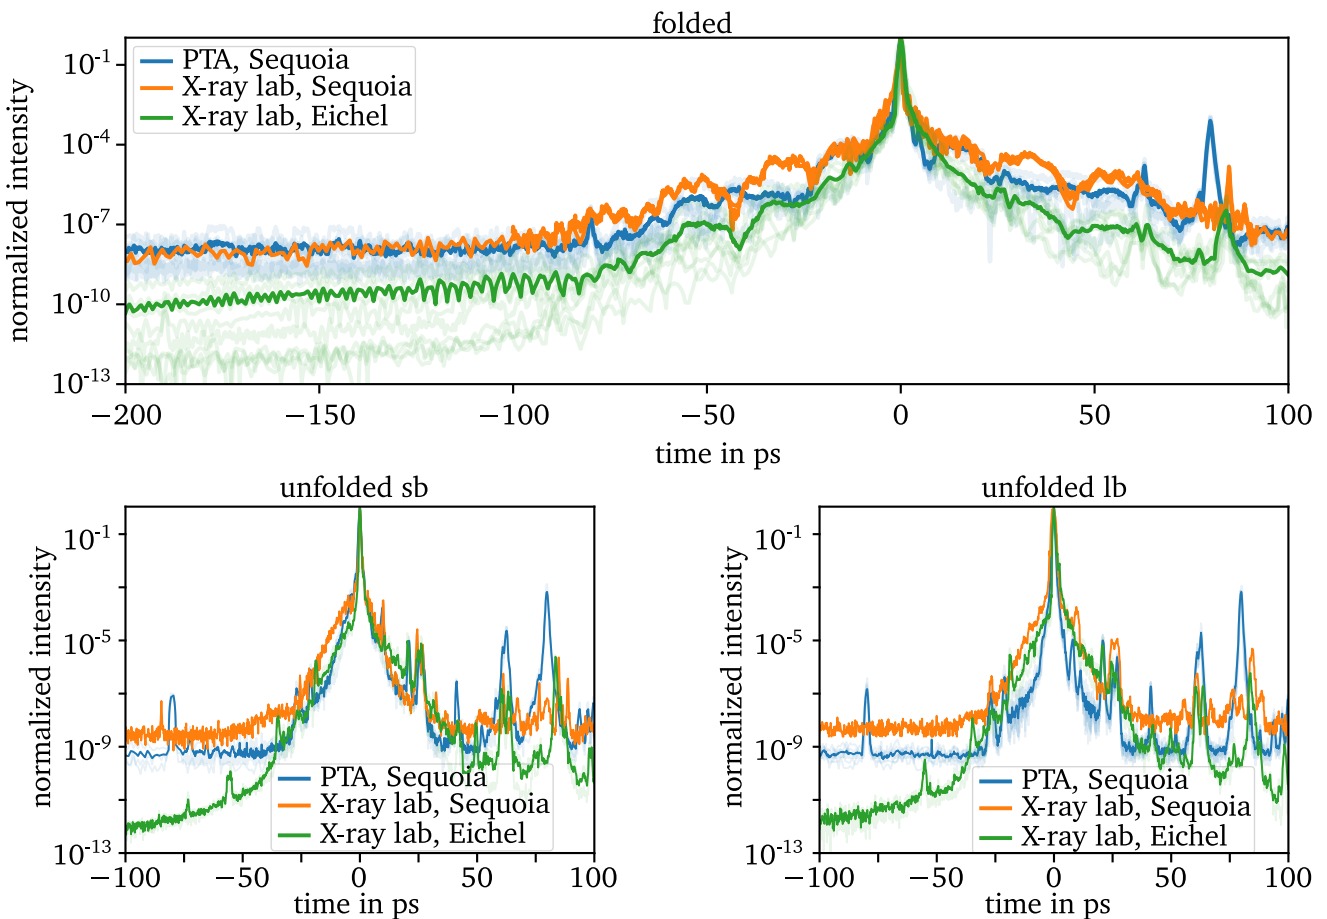 folded
normalized intensity
10-1
10-4
10-7
10-10
10-13
PTA, Sequoia
X-ray lab, Sequoia
X-ray lab, Eichel
−200
−150
−100
−50
0
50
100
time in ps
unfolded sb
normalized intensity
10-1
10-5
10-9
10-13
PTA, Sequoia
X-ray lab, Sequoia
X-ray lab, Eichel
−100
−50
0
50
100
time in ps
unfolded lb
normalized intensity
10-1
10-5
10-9
10-13
PTA, Sequoia
X-ray lab, Sequoia
X-ray lab, Eichel
−100
−50
0
50
100
time in ps